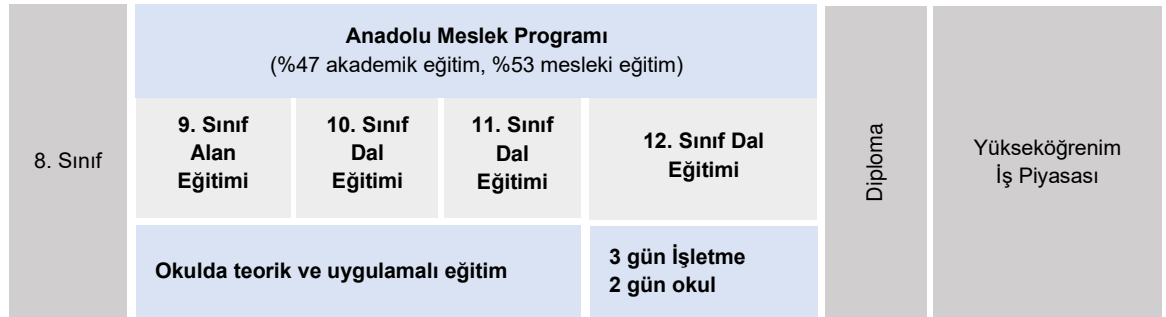 8. Sınıf
Anadolu Meslek Programı
(%47 akademik eğitim, %53 mesleki eğitim)
9. Sınıf
Alan
Eğitimi
10. Sınıf
Dal
Eğitimi
11. Sınıf
Dal
Eğitimi
12. Sınıf Dal
Eğitimi
Okulda teorik ve uygulamalı eğitim
3 gün İşletme
2 gün okul
Diploma
Yükseköğrenim
İş Piyasası